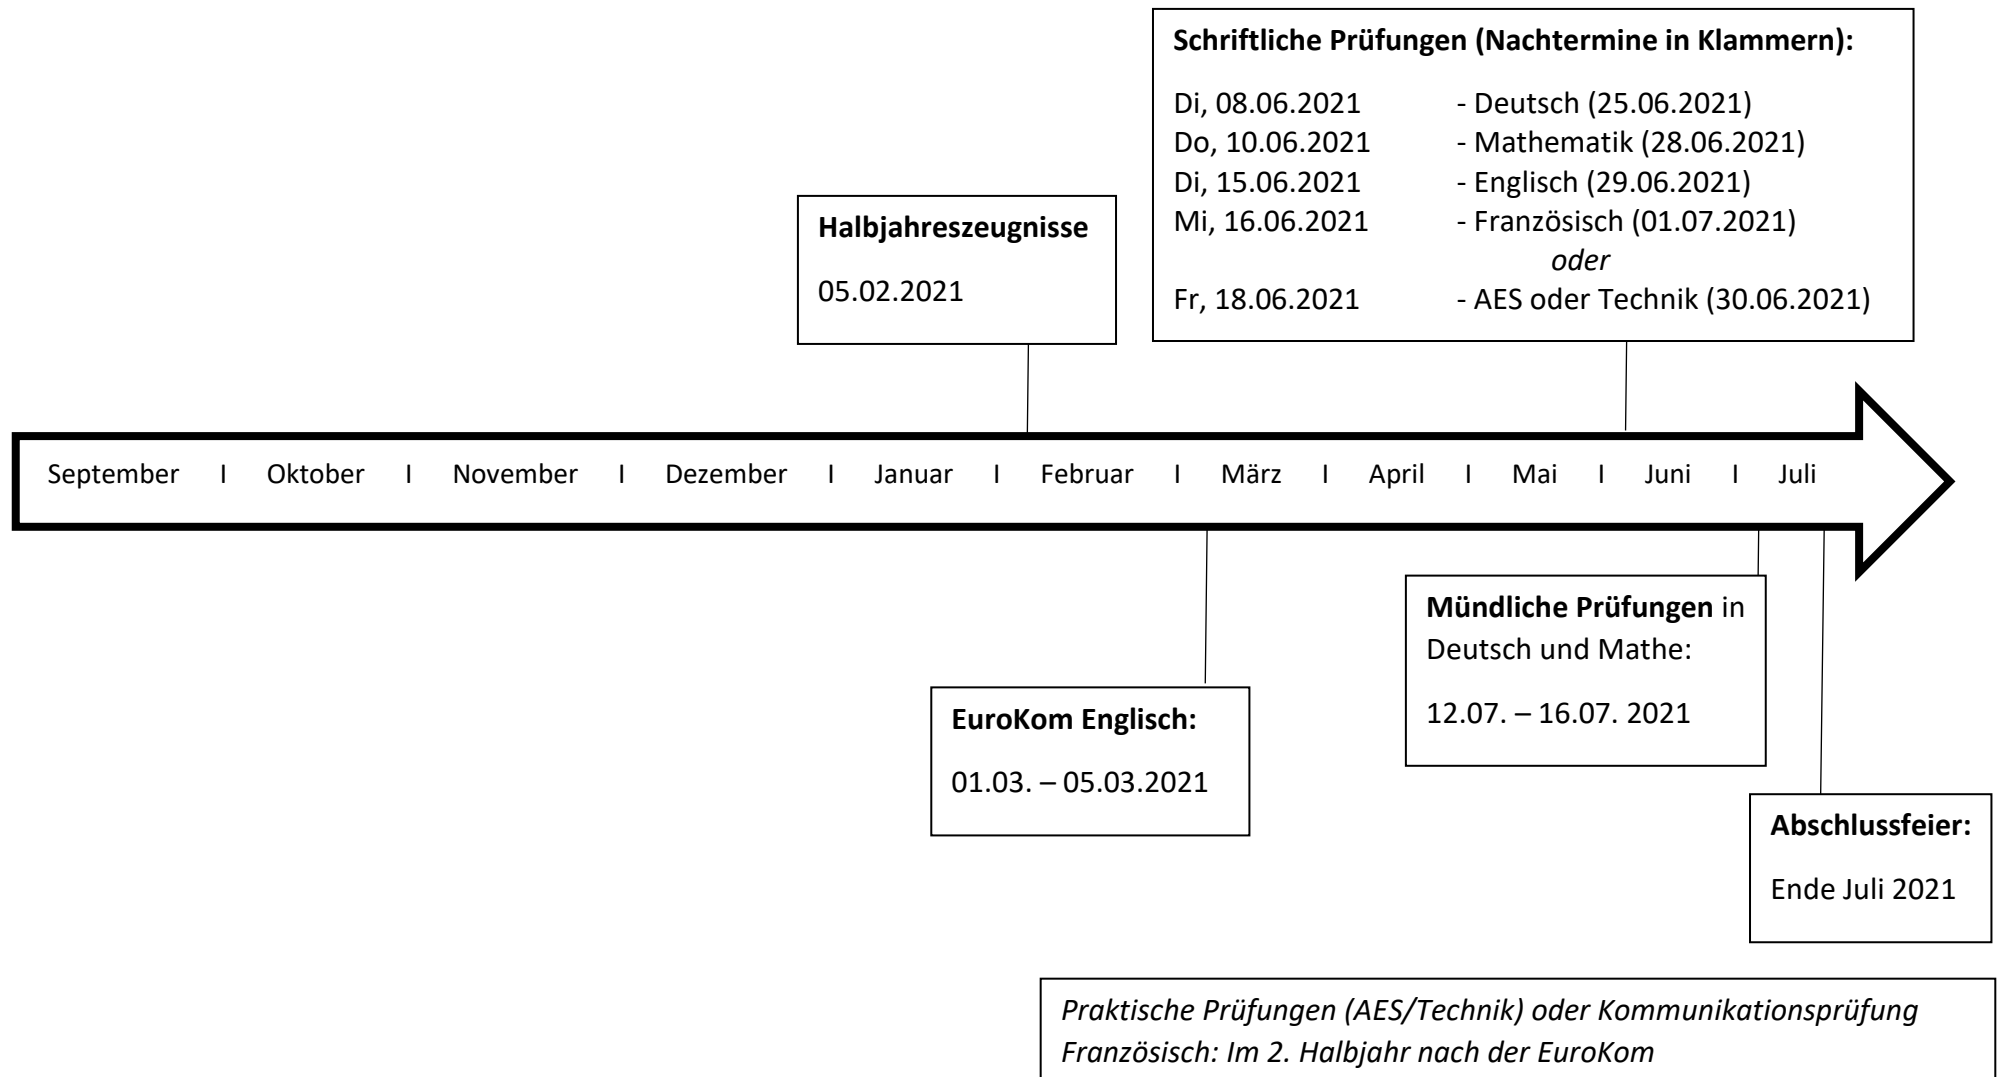 Schriftliche Prüfungen (Nachtermine in Klammern):
Di, 08.06.2021 - Deutsch (25.06.2021)
Do, 10.06.2021 - Mathematik (28.06.2021)
Di, 15.06.2021 - Englisch (29.06.2021)
Mi, 16.06.2021 - Französisch (01.07.2021)
oder
Fr, 18.06.2021 - AES oder Technik (30.06.2021)
Halbjahreszeugnisse
05.02.2021
September I Oktober I November I Dezember I Januar I Februar I März I April I Mai I Juni I Juli
Mündliche Prüfungen in
Deutsch und Mathe:
12.07. – 16.07. 2021
EuroKom Englisch:
01.03. – 05.03.2021
Abschlussfeier:
Ende Juli 2021
Praktische Prüfungen (AES/Technik) oder Kommunikationsprüfung
Französisch: Im 2. Halbjahr nach der EuroKom